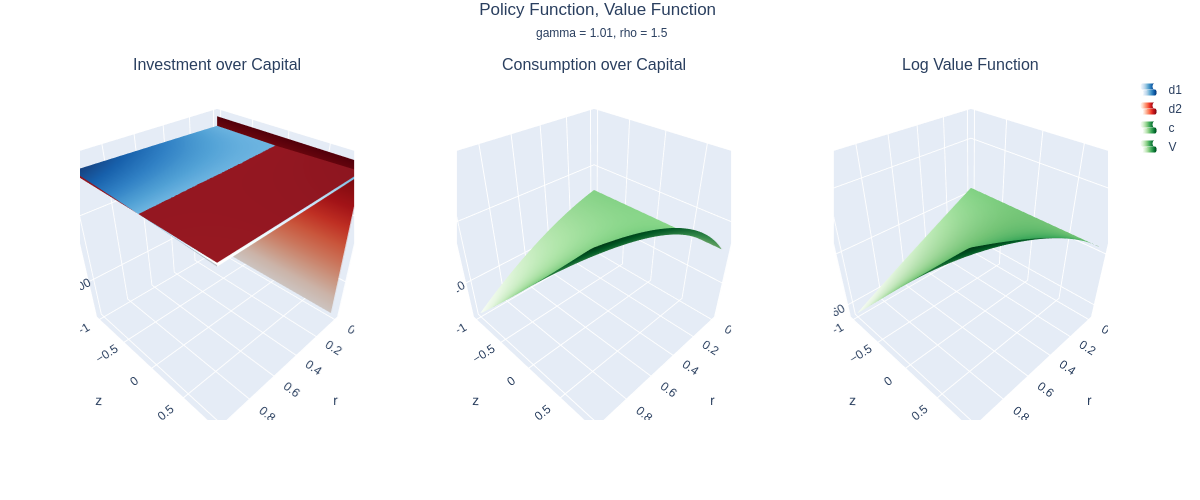 Policy Function, Value Function
gamma = 1.01, rho = 1.5
Investment over Capital
Consumption over Capital
Log Value Function
d1
d2
c
V
−1
−0.5
0
0.5
z
0
0.2
0.4
0.6
0.8
r
−1
−0.5
0
0.5
z
0
0.2
0.4
0.6
0.8
r
−1
−0.5
0
0.5
z
0
0.2
0.4
0.6
0.8
r